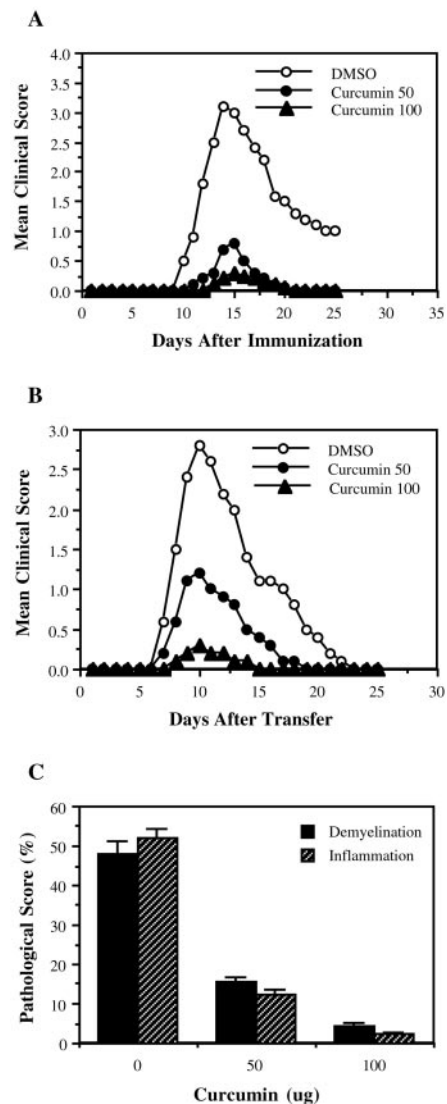 A
Mean Clinical Score
4.0
3.5
3.0
2.5
2.0
1.5
1.0
0.5
0.0
DMSO
Curcumin 50
Curcumin 100
0 5 10 15 20 25 30 35
Days After Immunization
B
Mean Clinical Score
3.0
2.5
2.0
1.5
1.0
0.5
0.0
DMSO
Curcumin 50
Curcumin 100
0 5 10 15 20 25 30
Days After Transfer
C
Pathological Score (%)
60
50
40
30
20
10
0
Demyelination
Inflammation
0 50 100
Curcumin (ug)